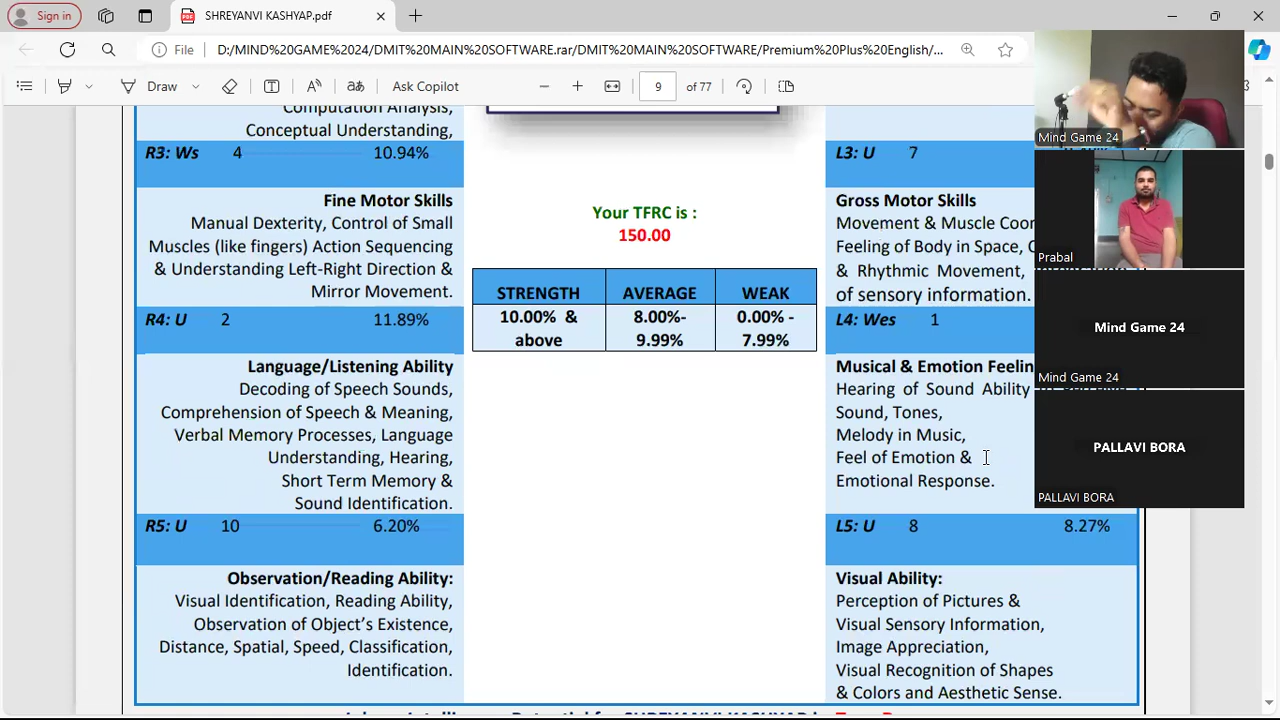 Sign in
SHREYANVI KASHYAP.pdf
File
D:/MIND%20GAME%202024/DMIT%20MAIN%20SOFTWARE.rar/DMIT%20MAIN%20SOFTWARE/Premium%20Plus%20English/...
Draw
Ask Copilot
9 of 77
Computation Analysis,
Conceptual Understanding,
R3: Ws 4 10.94%
Fine Motor Skills
Manual Dexterity, Control of Small
Muscles (like fingers) Action Sequencing
& Understanding Left-Right Direction &
Mirror Movement.
R4: U 2 11.89%
Language/Listening Ability
Decoding of Speech Sounds,
Comprehension of Speech & Meaning,
Verbal Memory Processes, Language
Understanding, Hearing,
Short Term Memory &
Sound Identification.
R5: U 10 6.20%
Observation/Reading Ability:
Visual Identification, Reading Ability,
Observation of Object's Existence,
Distance, Spatial, Speed, Classification,
Identification.
Your TFRC is :
150.00
STRENGTH AVERAGE WEAK
10.00% & above
8.00%- 9.99%
0.00% - 7.99%
L3: U 7
Gross Motor Skills
Movement & Muscle
Feeling of Body in Space,
& Rhythmic Movement,
of sensory information.
L4: Wes 1
Musical & Emotion
Hearing of Sound Ability
Sound, Tones,
Melody in Music,
Feel of Emotion &
Emotional Response.
L5: U 8 8.27%
Visual Ability:
Perception of Pictures &
Visual Sensory Information,
Image Appreciation,
Visual Recognition of Shapes
& Colors and Aesthetic Sense.
Mind Game 24
Prabal
Mind Game 24
Mind Game 24
PALLAVI BORA
PALLAVI BORA